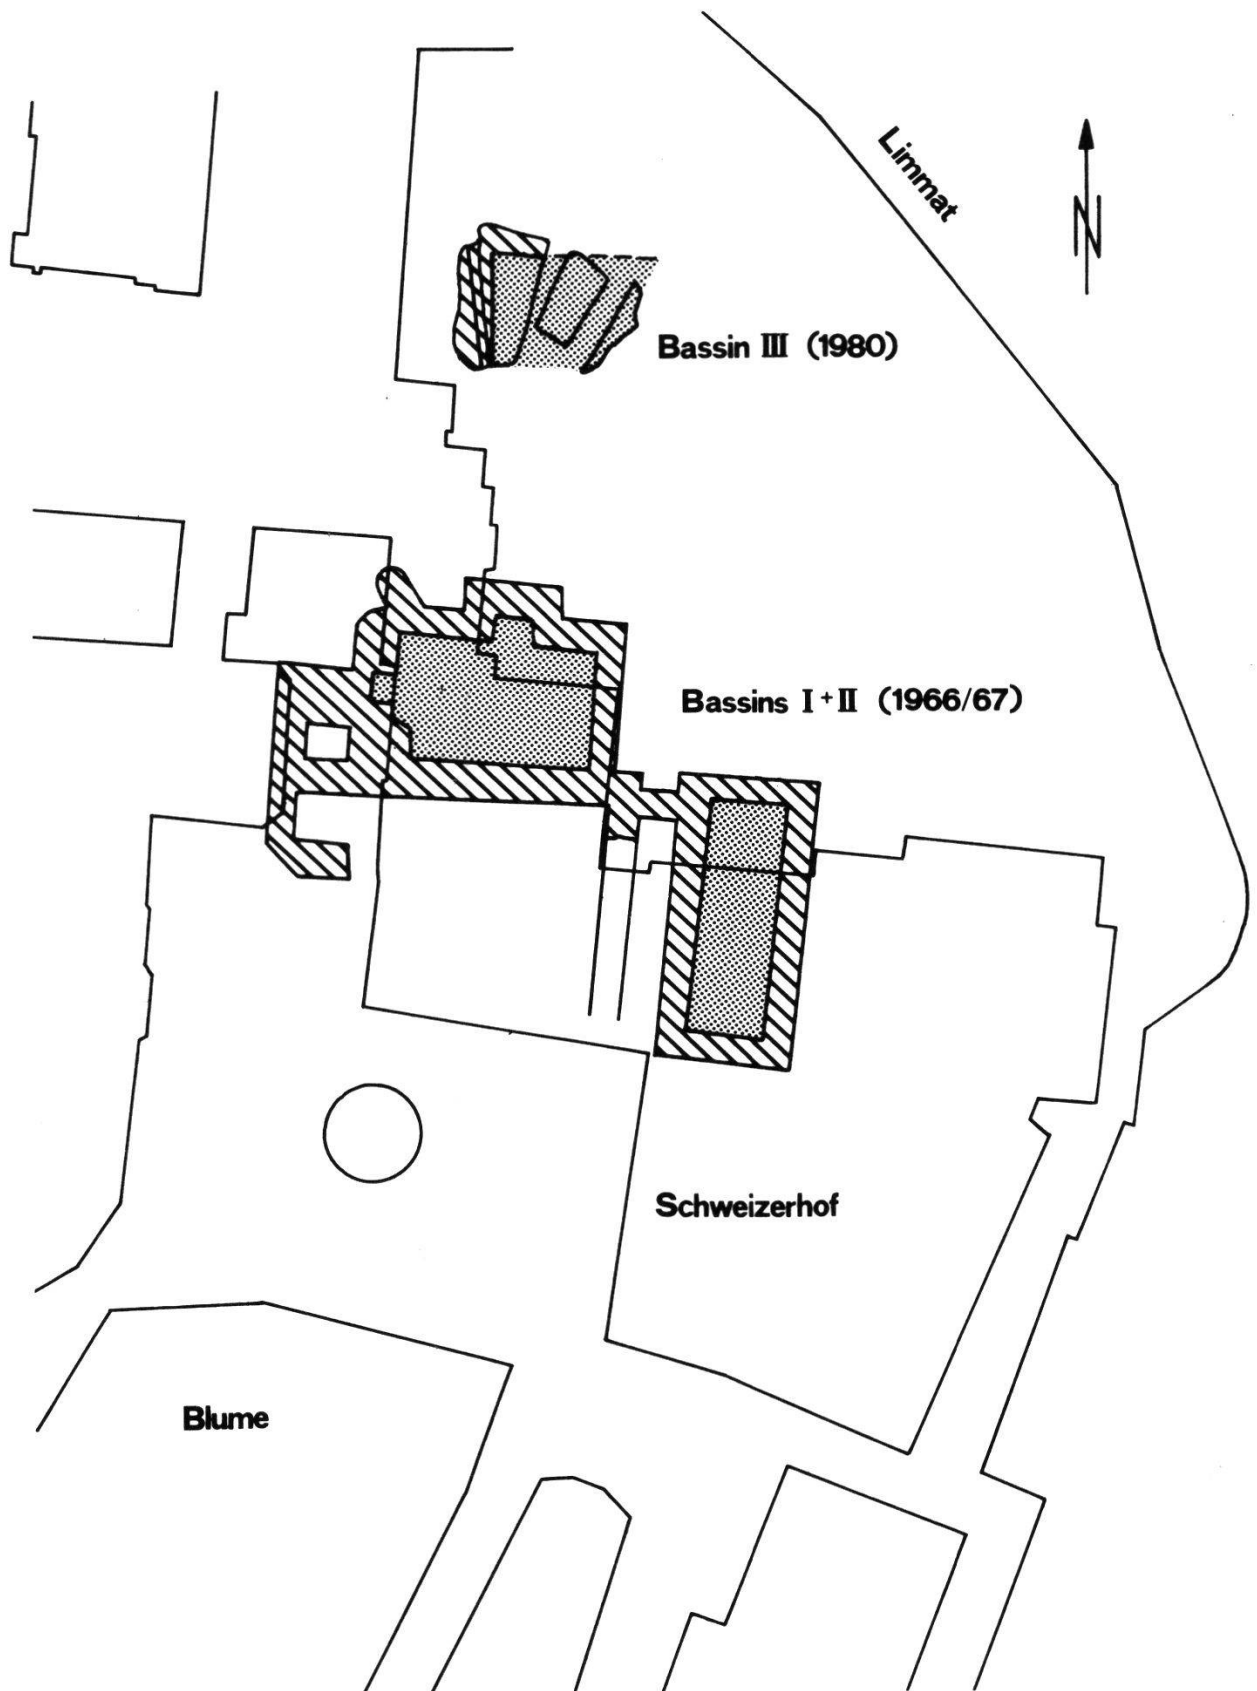 Limmat
N
Bassin III (1980)
Bassins I + II (1966/67)
Schweizerhof
Blume